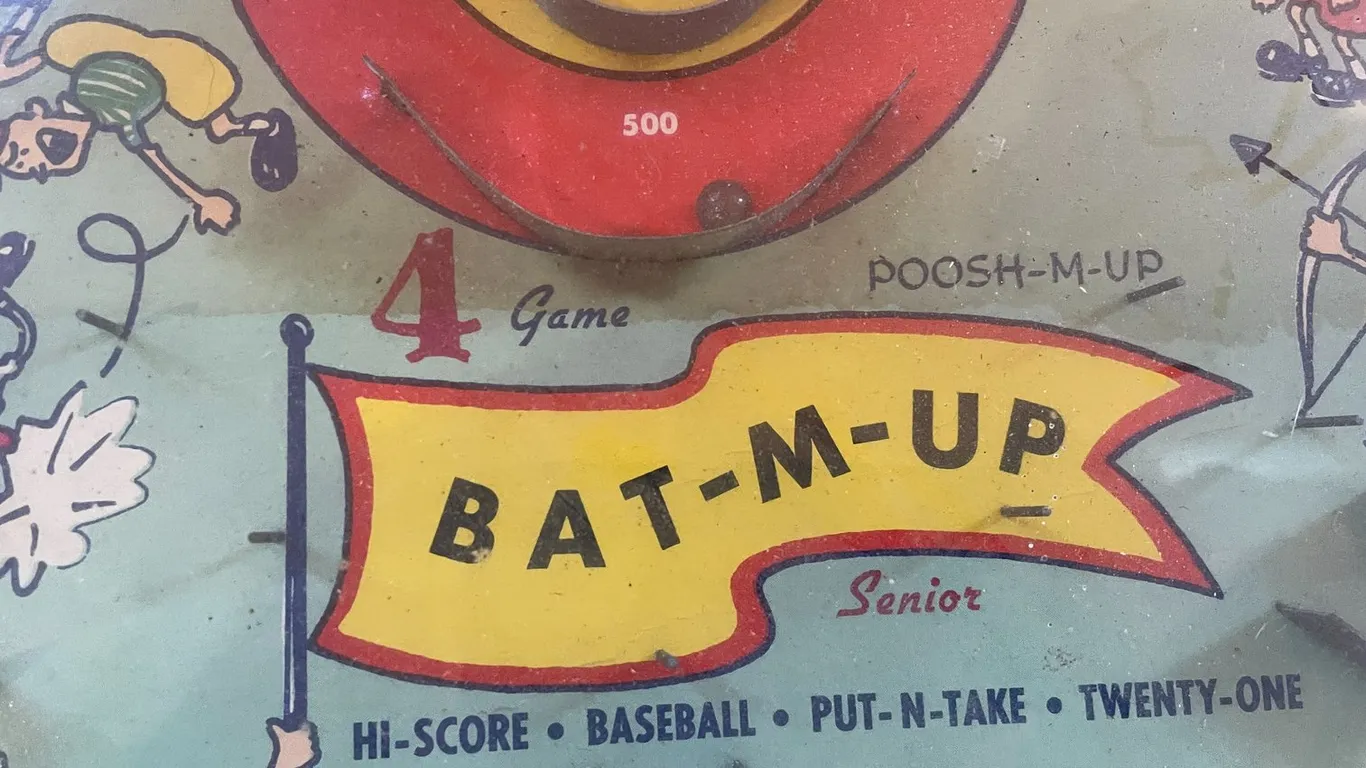 500
4 Game
POOSH-M-UP
BAT-M-UP
Senior
HI-SCORE • BASEBALL • PUT-N-TAKE • TWENTY-ONE